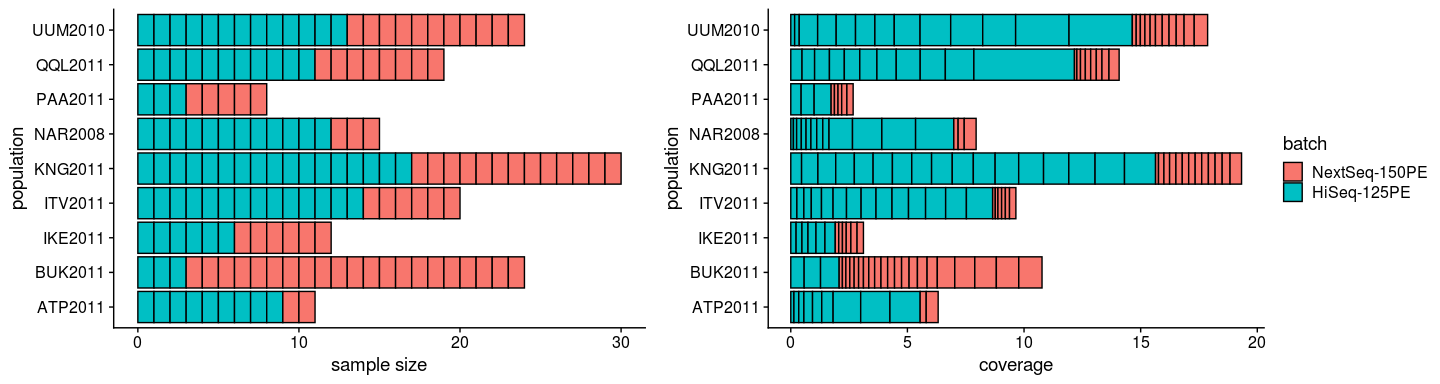 population
UUM2010
QQL2011
PAA2011
NAR2008
KNG2011
ITV2011
IKE2011
BUK2011
ATP2011
0 10 20 30
sample size
population
UUM2010
QQL2011
PAA2011
NAR2008
KNG2011
ITV2011
IKE2011
BUK2011
ATP2011
0 5 10 15 20
coverage
batch
NextSeq-150PE
HiSeq-125PE